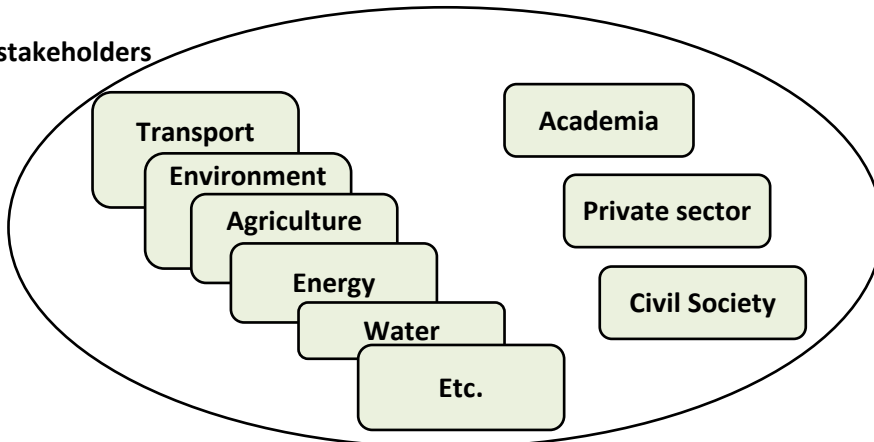 stakeholders
Transport
Environment
Agriculture
Energy
Water
Etc.
Academia
Private sector
Civil Society